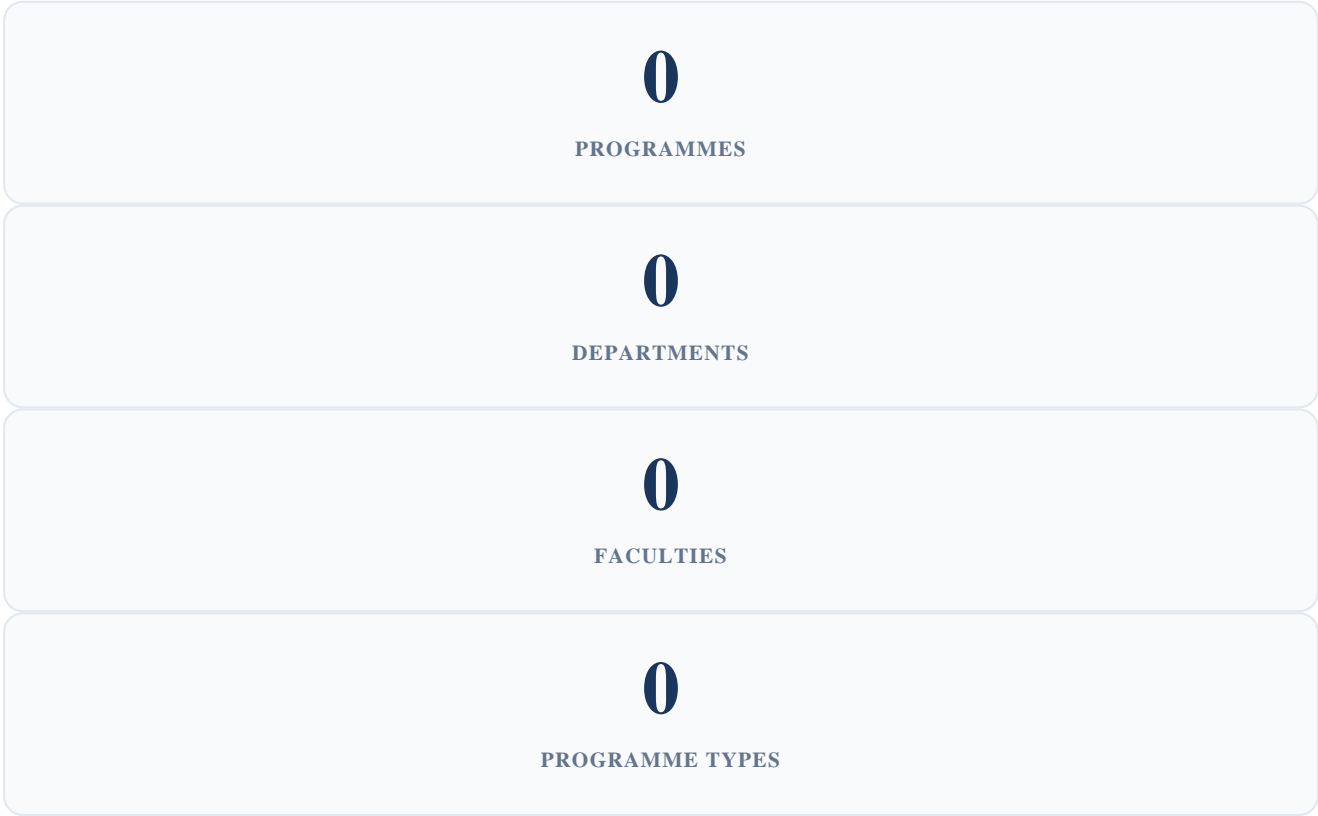 0
PROGRAMMES
0
DEPARTMENTS
0
FACULTIES
0
PROGRAMME TYPES